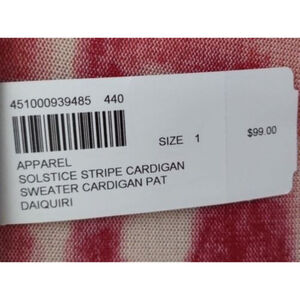 451000939485 440
SIZE 1 $99.00
APPAREL
SOLSTICE STRIPE CARDIGAN
SWEATER CARDIGAN PAT
DAIQUIRI